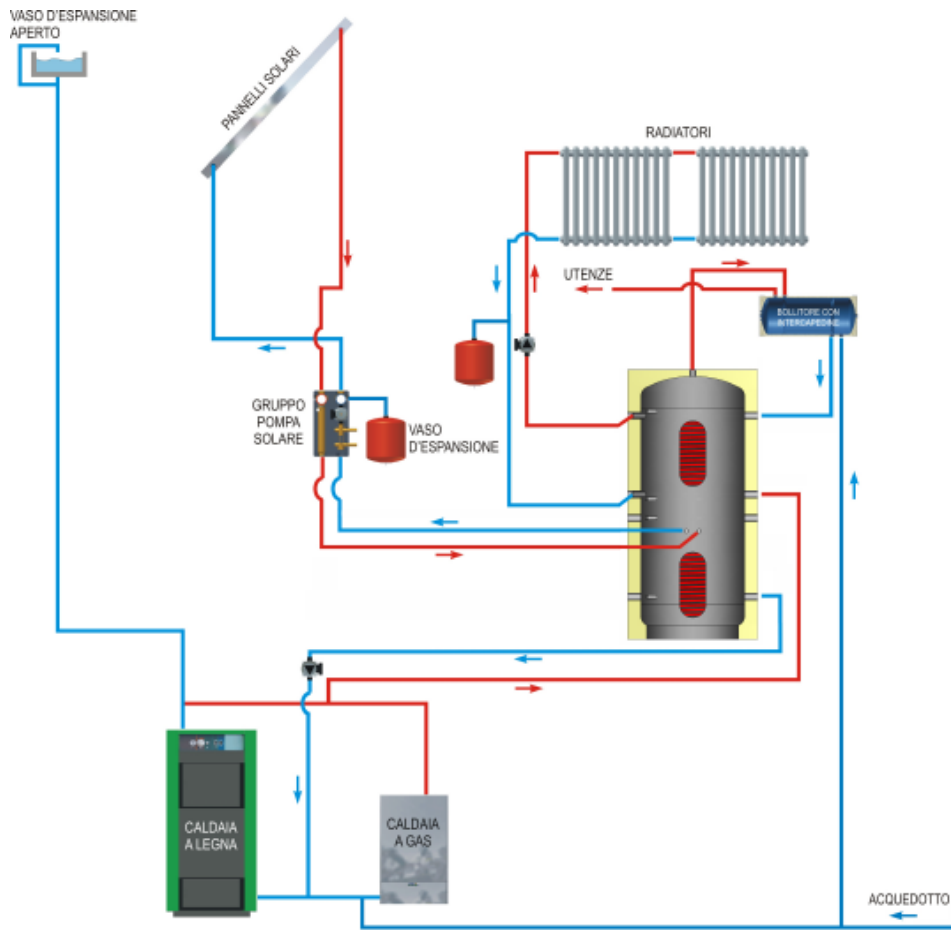 VASO D'ESPANSIONE
APERTO
PANNELLI SOLARI
RADIATORI
UTENZE
BOLLITORE CON
INTERCAPEDINE
GRUPPO
POMPA
SOLARE
VASO
D'ESPANSIONE
CALDAIA
A LEGNA
CALDAIA
A GAS
ACQUEDOTTO